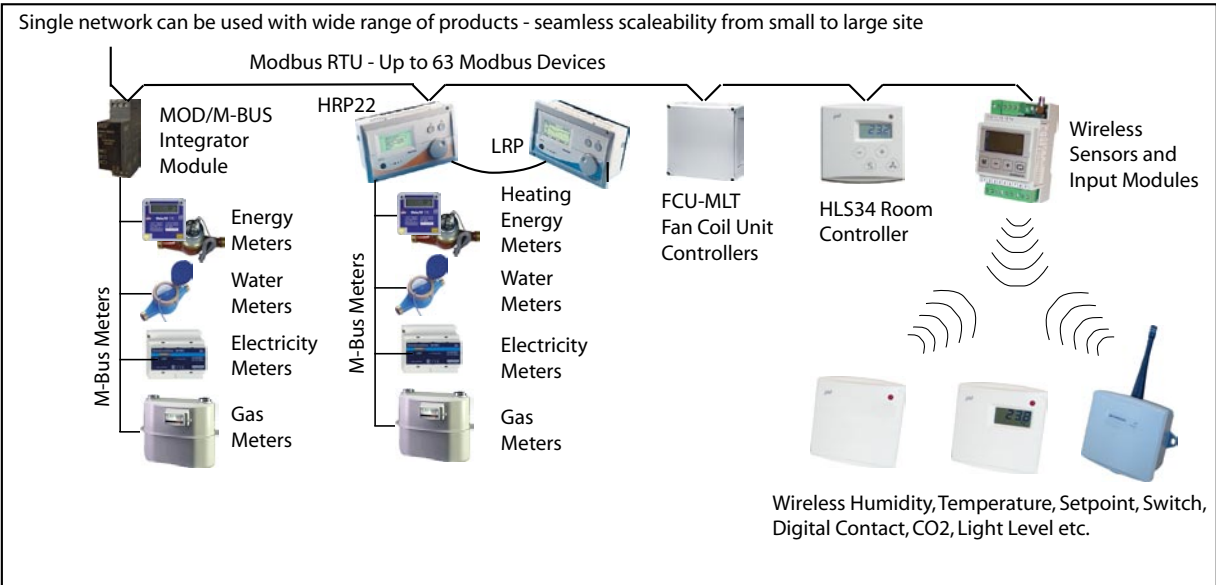 Single network can be used with wide range of products - seamless scaleability from small to large site
Modbus RTU - Up to 63 Modbus Devices
MOD/M-BUS
Integrator
Module
HRP22
LRP
FCU-MLT
Fan Coil Unit
Controllers
23.2
HLS34 Room
Controller
Wireless
Sensors and
Input Modules
M-Bus Meters
Energy
Meters
Water
Meters
Electricity
Meters
Gas
Meters
M-Bus Meters
Heating
Energy
Meters
Water
Meters
Electricity
Meters
Gas
Meters
23.8
Wireless Humidity, Temperature, Setpoint, Switch,
Digital Contact, CO2, Light Level etc.